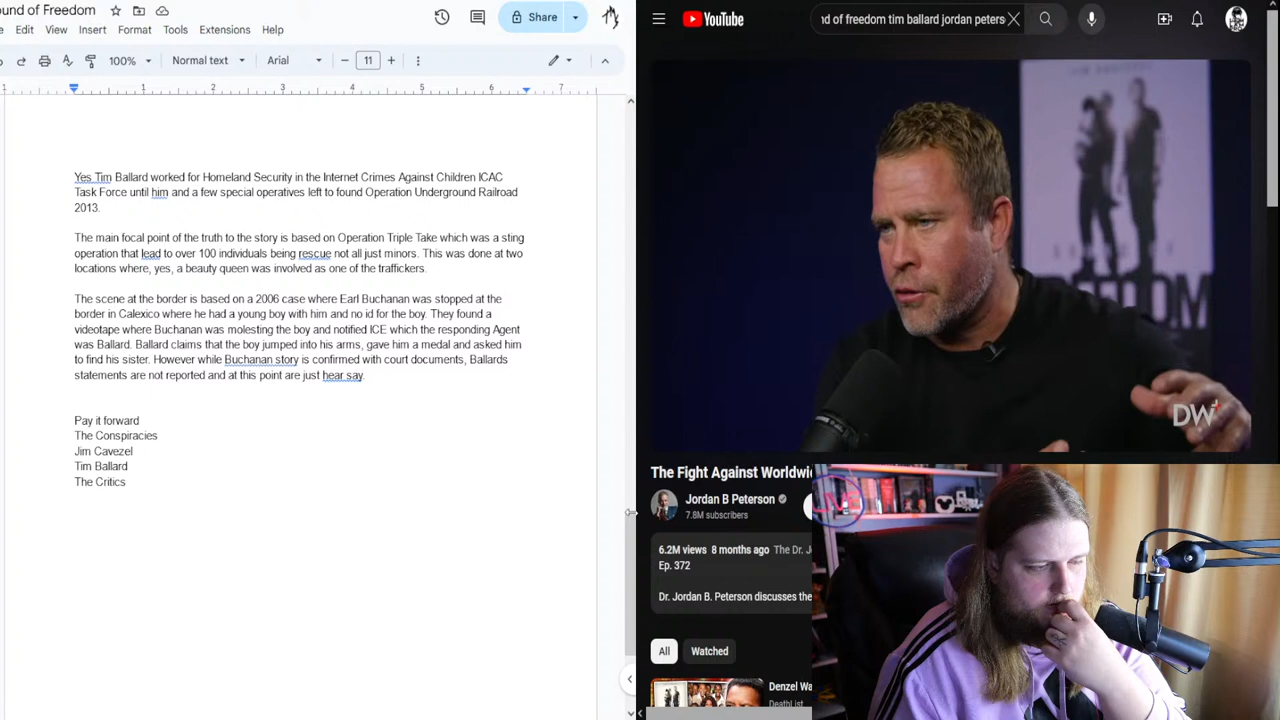 ound of Freedom
Edit View Insert Format Tools Extensions Help
Share
100% Normal text Arial 11
1 1 2 3 4 5 6 7
Yes Tim Ballard worked for Homeland Security in the Internet Crimes Against Children ICAC
Task Force until him and a few special operatives left to found Operation Underground Railroad
2013.
The main focal point of the truth to the story is based on Operation Triple Take which was a sting
operation that lead to over 100 individuals being rescue not all just minors. This was done at two
locations where, yes, a beauty queen was involved as one of the traffickers.
The scene at the border is based on a 2006 case where Earl Buchanan was stopped at the
border in Calexico where he had a young boy with him and no id for the boy. They found a
videotape where Buchanan was molesting the boy and notified ICE which the responding Agent
was Ballard. Ballard claims that the boy jumped into his arms, gave him a medal and asked him
to find his sister. However while Buchanan story is confirmed with court documents, Ballards
statements are not reported and at this point are just hear say.
Pay it forward
The Conspiracies
Jim Cavezel
Tim Ballard
The Critics
YouTube
nd of freedom tim ballard jordan peters
DW+
The Fight Against Worldwi
Jordan B Peterson
7.8M subscribers
6.2M views 8 months ago The Dr. J
Ep. 372
Dr. Jordan B. Peterson discusses the
All Watched
Denzel Wa
DeathList
LIVE